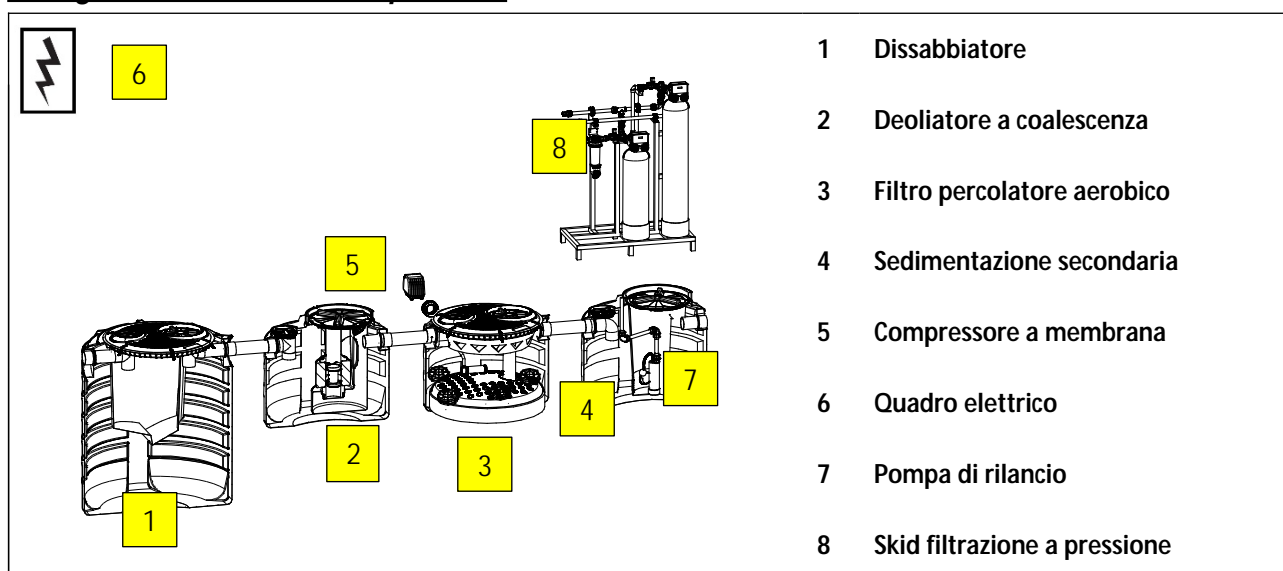 6
8
5
7
4
2
3
1
1 Dissabbiatore
2 Deoliatore a coalescenza
3 Filtro percolatore aerobico
4 Sedimentazione secondaria
5 Compressore a membrana
6 Quadro elettrico
7 Pompa di rilancio
8 Skid filtrazione a pressione